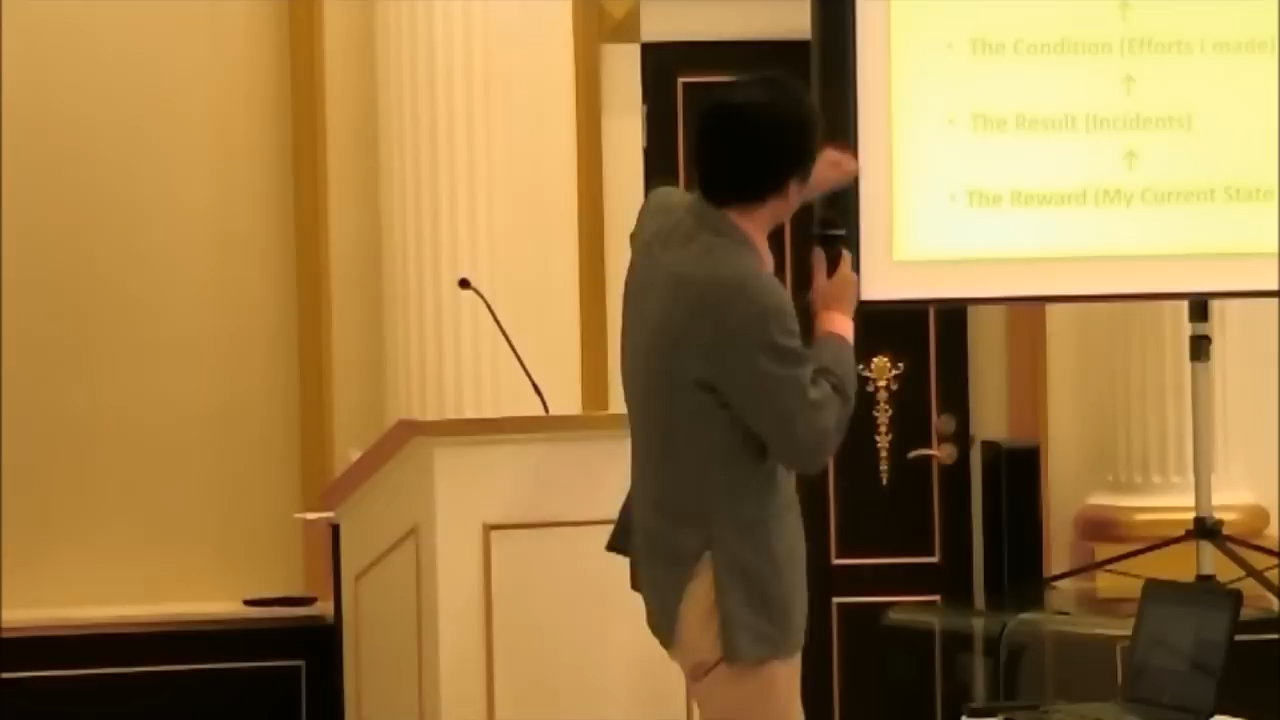 • The Condition (Efforts I made)
↑
• The Result (Incidents)
↑
• The Reward (My Current State